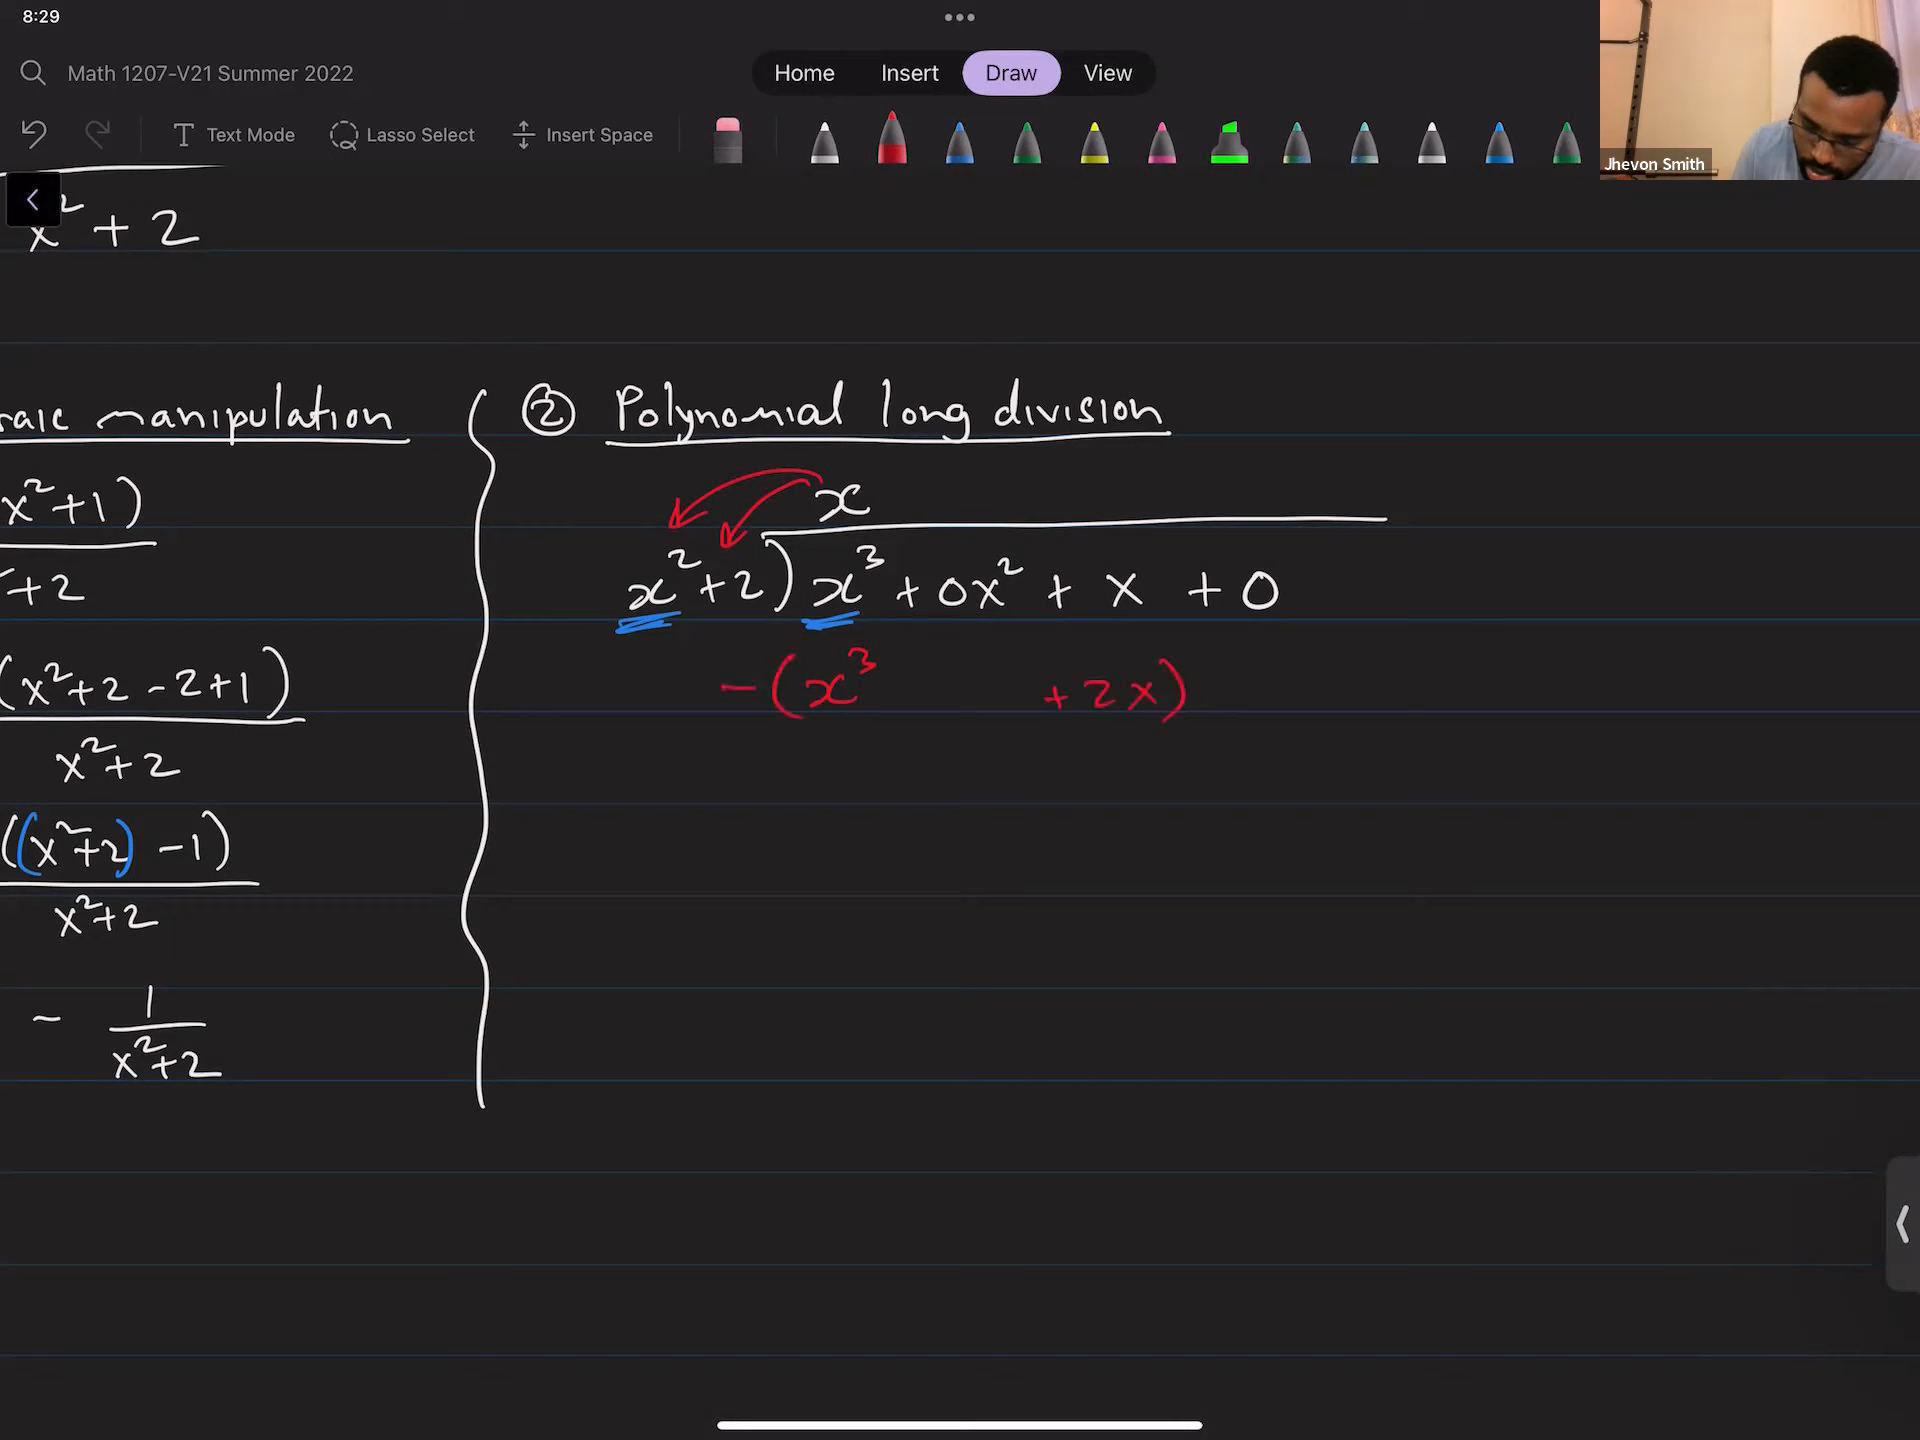 8:29
Math 1207-V21 Summer 2022
Home Insert Draw View
Text Mode Lasso Select Insert Space
Jhevon Smith
x² + 2
raic manipulation
x²+1)
+2
(x²+2-2+1)
x²+2
((x²+2) -1)
x²+2
- 1
x²+2
② Polynomial long division
x
x²+2) x³ + 0x² + x + 0
-(x³ +2x)